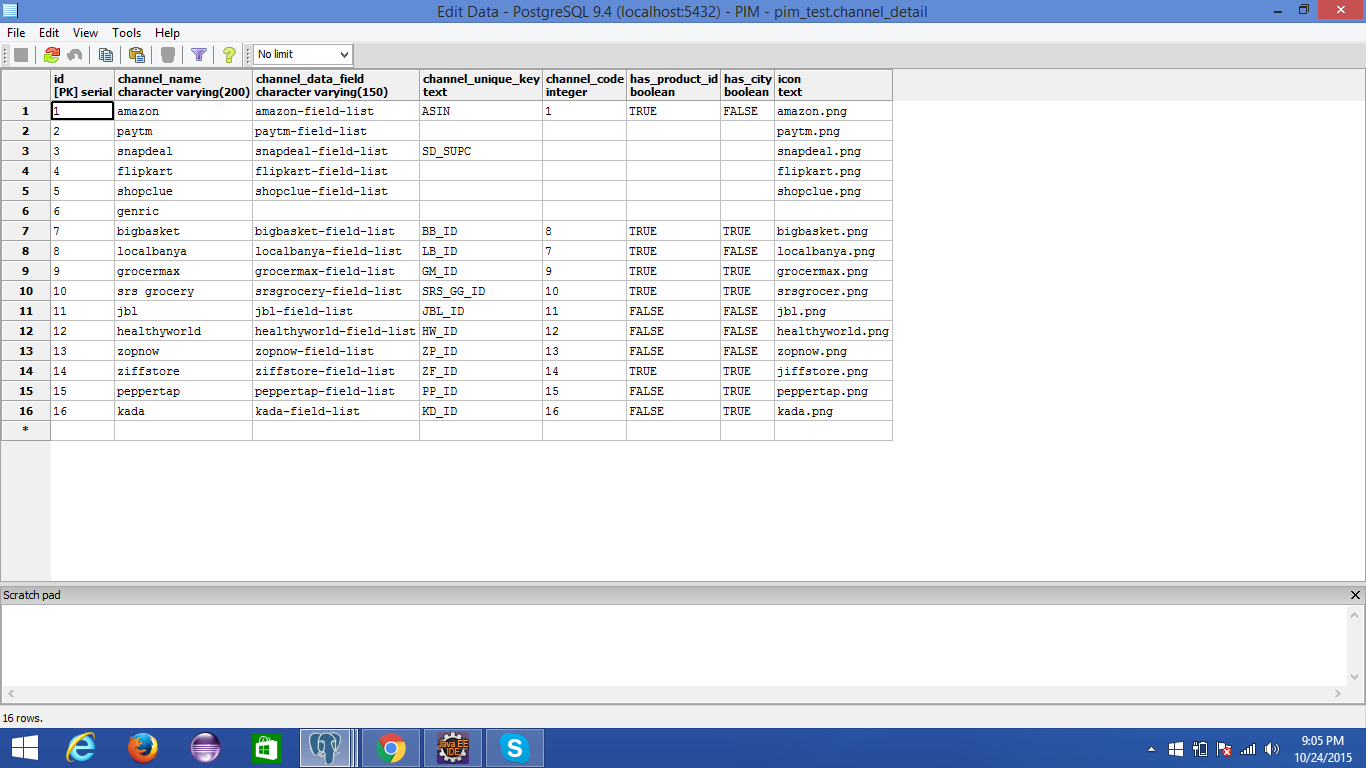 Edit Data - PostgreSQL 9.4 (localhost:5432) - PIM - pim_test.channel_detail
File Edit View Tools Help
No limit
id channel_name channel_data_field channel_unique_key channel_code has_product_id has_city icon
[PK] serial character varying(200) character varying(150) text integer boolean boolean text
1 1 amazon amazon-field-list ASIN 1 TRUE FALSE amazon.png
2 2 paytm paytm-field-list paytm.png
3 3 snapdeal snapdeal-field-list SD_SUPC snapdeal.png
4 4 flipkart flipkart-field-list flipkart.png
5 5 shopclue shopclue-field-list shopclue.png
6 6 genric
7 7 bigbasket bigbasket-field-list BB_ID 8 TRUE TRUE bigbasket.png
8 8 localbanya localbanya-field-list LB_ID 7 TRUE FALSE localbanya.png
9 9 grocermax grocermax-field-list GM_ID 9 TRUE TRUE grocermax.png
10 10 srs grocery srsgrocery-field-list SRS_GG_ID 10 TRUE TRUE srsgrocer.png
11 11 jbl jbl-field-list JBL_ID 11 FALSE FALSE jbl.png
12 12 healthyworld healthyworld-field-list HW_ID 12 FALSE FALSE healthyworld.png
13 13 zopnow zopnow-field-list ZP_ID 13 FALSE FALSE zopnow.png
14 14 ziffstore ziffstore-field-list ZF_ID 14 TRUE TRUE jiffstore.png
15 15 peppertap peppertap-field-list PP_ID 15 FALSE TRUE peppertap.png
16 16 kada kada-field-list KD_ID 16 FALSE TRUE kada.png
*
Scratch pad
16 rows.
Java EE
IDE
9:05 PM
10/24/2015